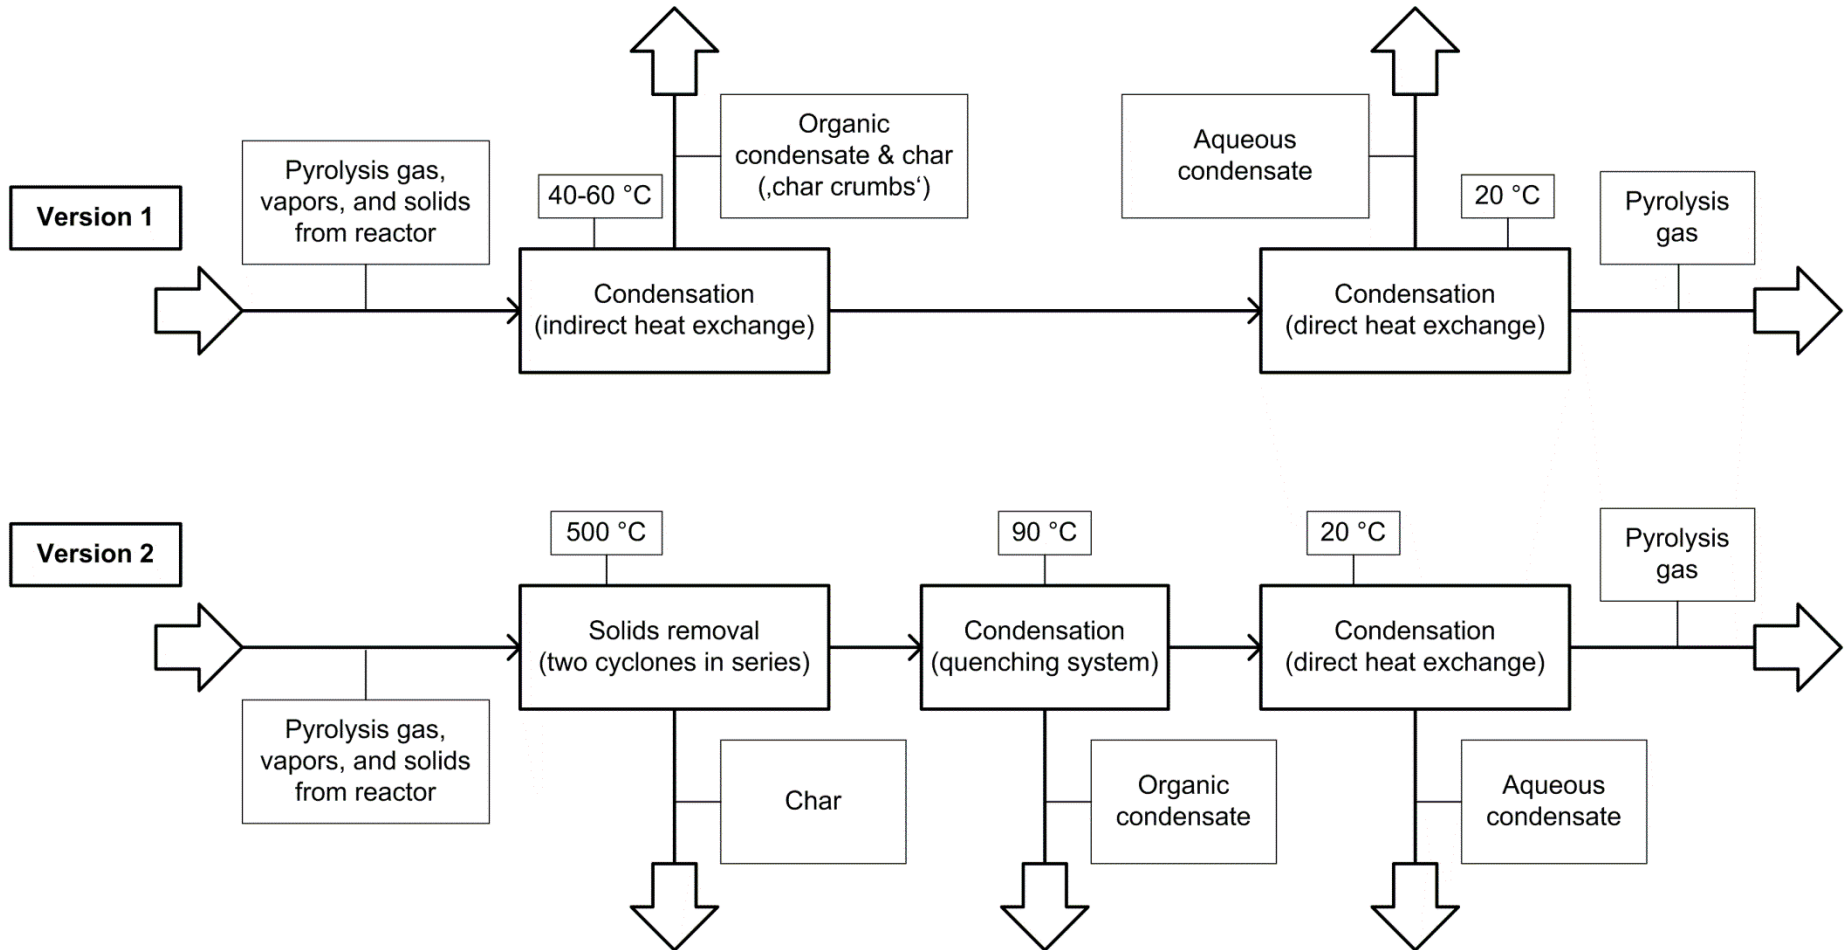 Version 1
Pyrolysis gas,
vapors, and solids
from reactor
40-60 °C
Organic
condensate & char
(‚char crumbs‘)
Condensation
(indirect heat exchange)
Aqueous
condensate
20 °C
Condensation
(direct heat exchange)
Pyrolysis
gas
Version 2
Pyrolysis gas,
vapors, and solids
from reactor
500 °C
Solids removal
(two cyclones in series)
Char
90 °C
Condensation
(quenching system)
Organic
condensate
20 °C
Condensation
(direct heat exchange)
Aqueous
condensate
Pyrolysis
gas